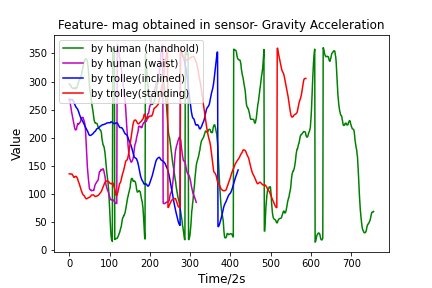 Feature- mag obtained in sensor- Gravity Acceleration
by human (handhold)
by human (waist)
by trolley(inclined)
by trolley(standing)
Value
350
300
250
200
150
100
50
0
0 100 200 300 400 500 600 700
Time/2s